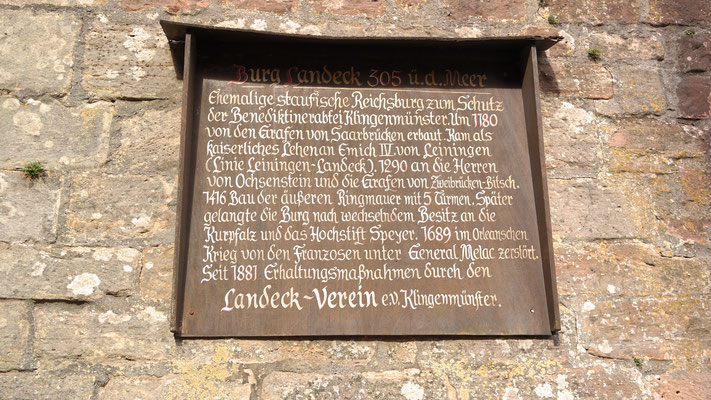 Burg Landeck 305 ü.d. Meer
Ehemalige staufische Reichsburg zum Schutz
der Benediktinerabtei Klingenmünster. Um 1180
von den Grafen von Saarbrücken erbaut. Kam als
kaiserliches Lehen an Emich IV. von Leiningen
(Linie Leiningen-Landeck). 1290 an die Herren
von Ochsenstein und die Grafen von Zweibrücken-Bitsch.
1416 Bau der äußeren Ringmauer mit 5 Türmen. Später
gelangte die Burg nach wechselndem Besitz an die
Kurpfalz und das Hochstift Speyer. 1689 im Orleanschen
Krieg von den Franzosen unter General Melac zerstört.
Seit 1881 Erhaltungsmaßnahmen durch den
Landeck-Verein e.V. Klingenmünster.